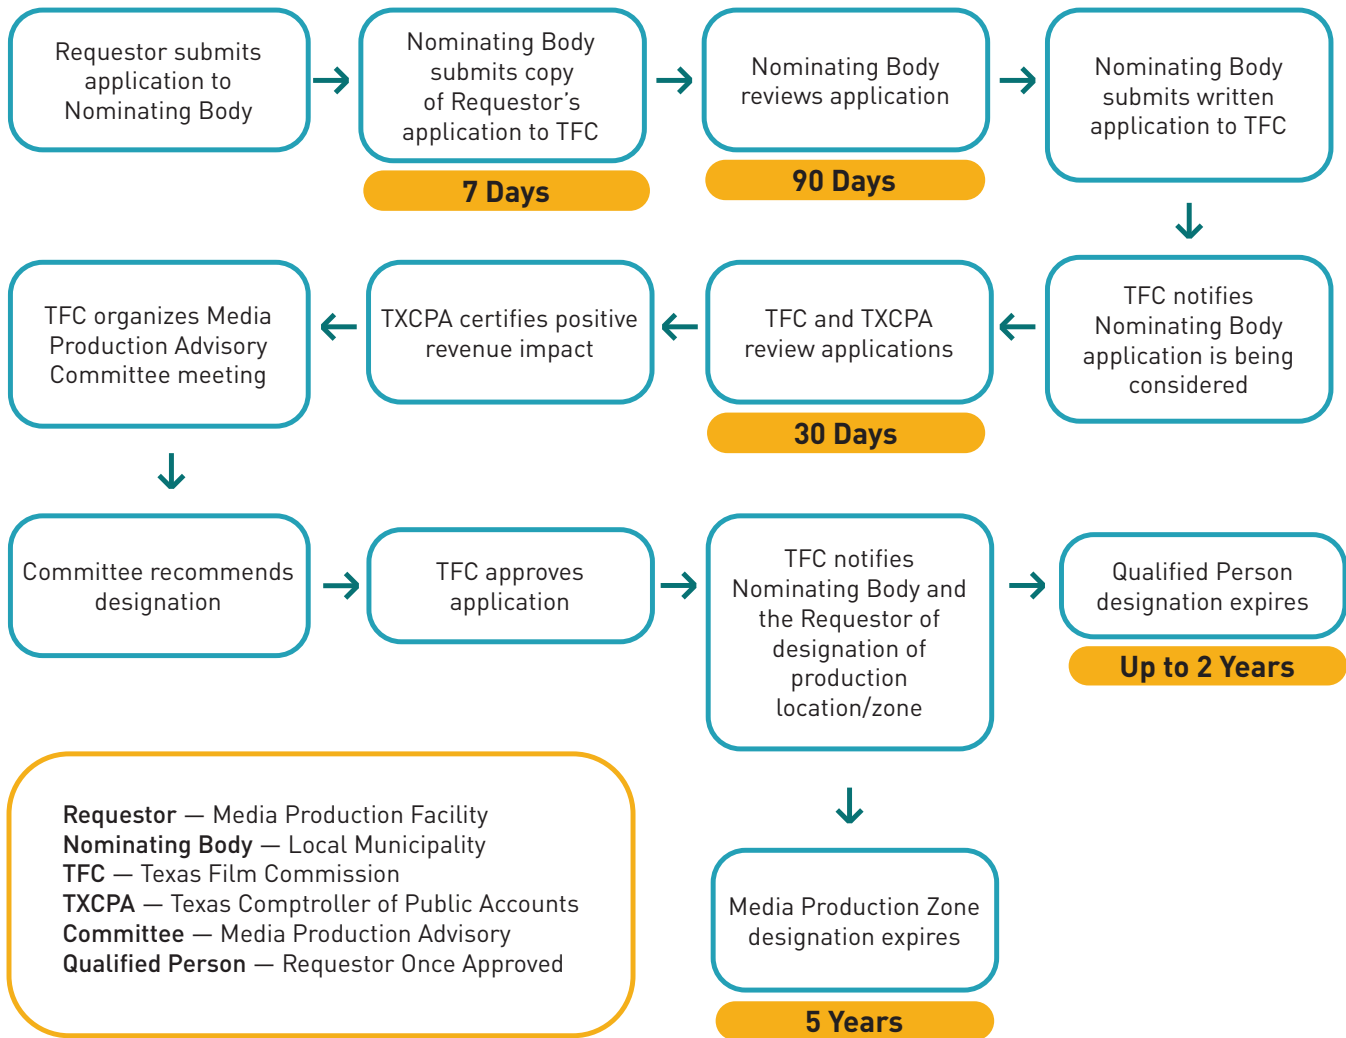 Requestor submits
application to
Nominating Body
Nominating Body
submits copy
of Requestor's
application to TFC
7 Days
Nominating Body
reviews application
90 Days
Nominating Body
submits written
application to TFC
TFC notifies
Nominating Body
application is being
considered
TFC and TXCPA
review applications
30 Days
TXCPA certifies positive
revenue impact
TFC organizes Media
Production Advisory
Committee meeting
Committee recommends
designation
TFC approves
application
TFC notifies
Nominating Body and
the Requestor of
designation of
production
location/zone
Qualified Person
designation expires
Up to 2 Years
Media Production Zone
designation expires
5 Years
Requestor — Media Production Facility
Nominating Body — Local Municipality
TFC — Texas Film Commission
TXCPA — Texas Comptroller of Public Accounts
Committee — Media Production Advisory
Qualified Person — Requestor Once Approved